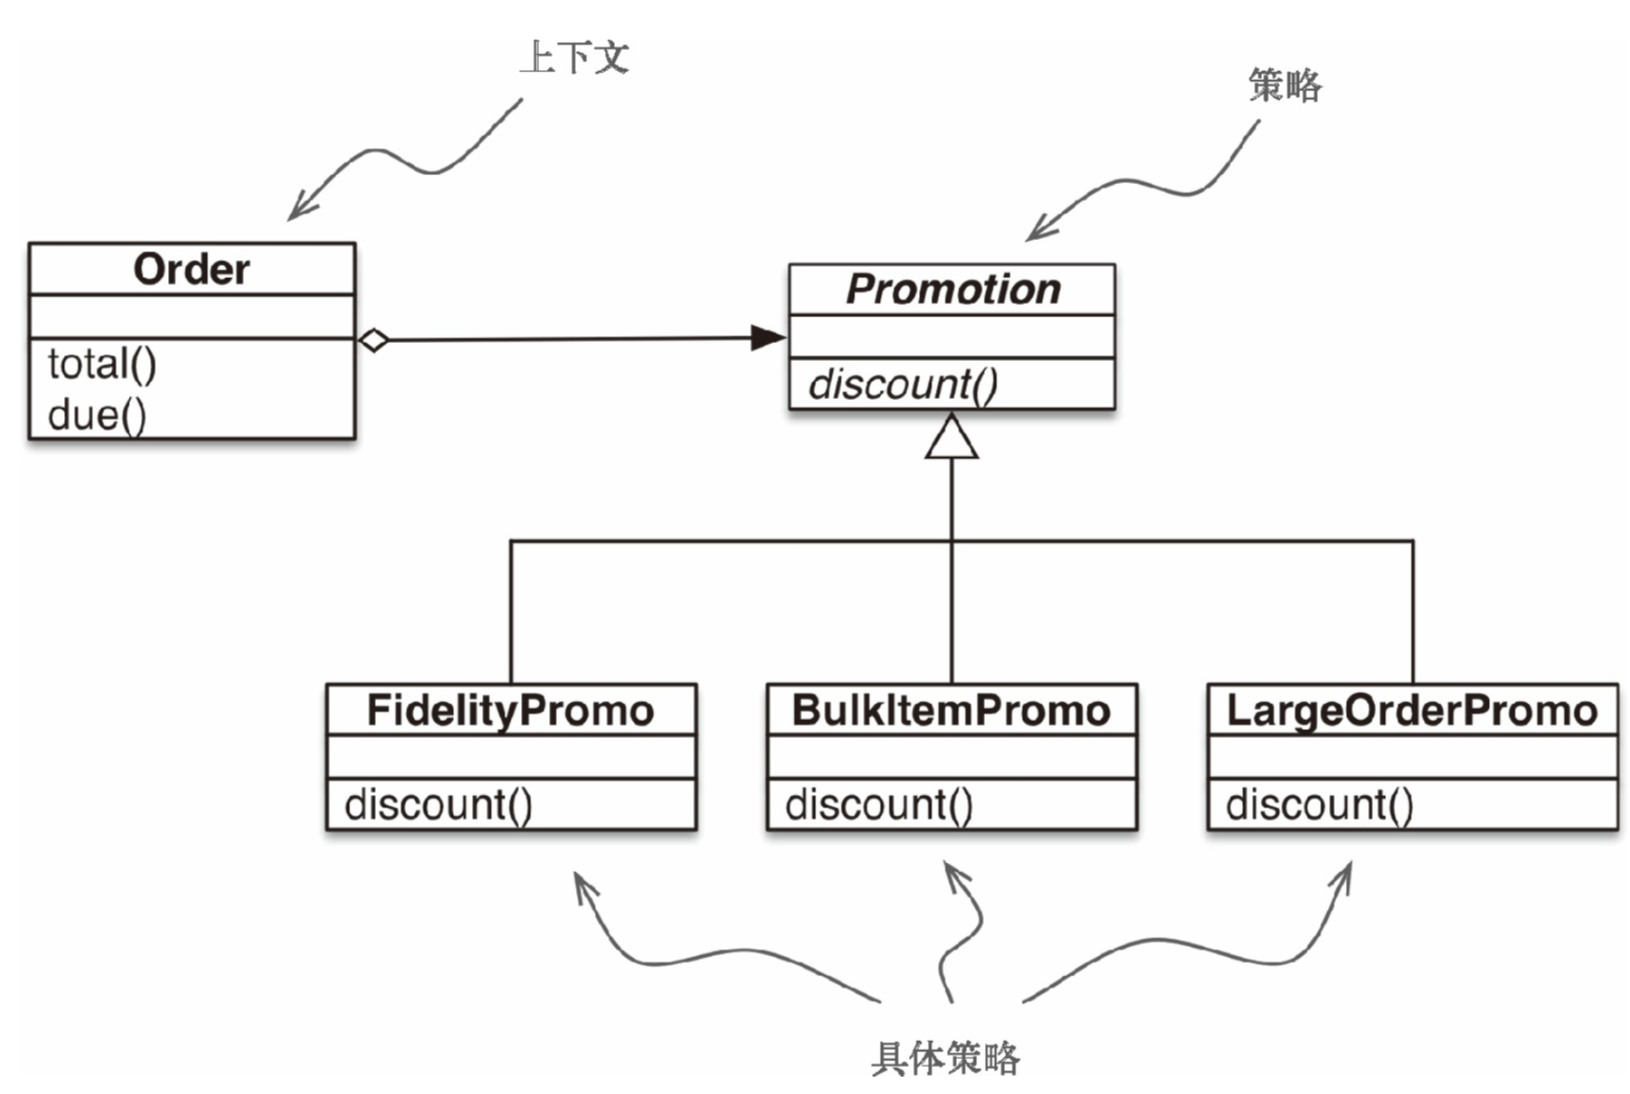 上下文
策略
Order
total()
due()
Promotion
discount()
FidelityPromo
discount()
BulkItemPromo
discount()
LargeOrderPromo
discount()
具体策略